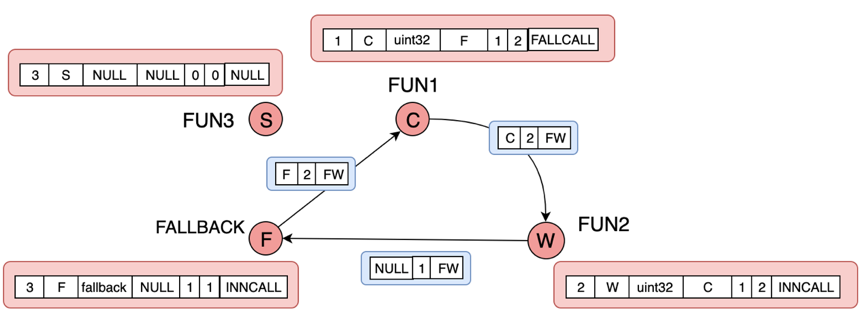 1 C uint32 F 1 2 FALLCALL
3 S NULL NULL 0 0 NULL
FUN1
FUN3 S
C
C 2 FW
F 2 FW
FALLBACK
F
W
FUN2
NULL 1 FW
3 F fallback NULL 1 1 INNCALL
2 W uint32 C 1 2 INNCALL